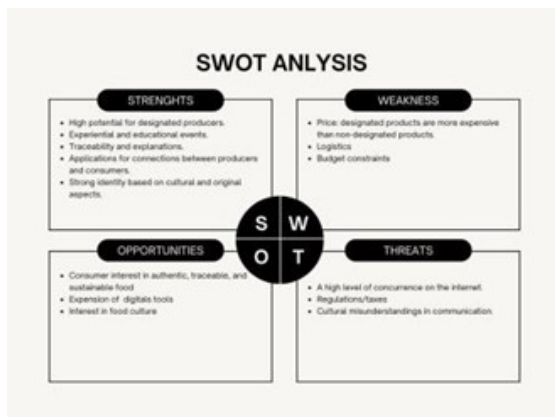 SWOT ANLYSIS
STRENGHTS
• High potential for designated producers.
• Experiential and educational events.
• Traceability and explanations.
• Applications for connections between producers
and consumers.
• Strong identity based on cultural and original
aspects.
WEAKNESS
• Price: designated products are more expensive
than non-designated products.
• Logistics
• Budget constraints
S W
O T
OPPORTUNITIES
• Consumer interest in authentic, traceable, and
sustainable food
• Expension of digitals tools
• Interest in food culture
THREATS
• A high level of concurrence on the internet.
• Regulations/taxes
• Cultural misunderstandings in communication.